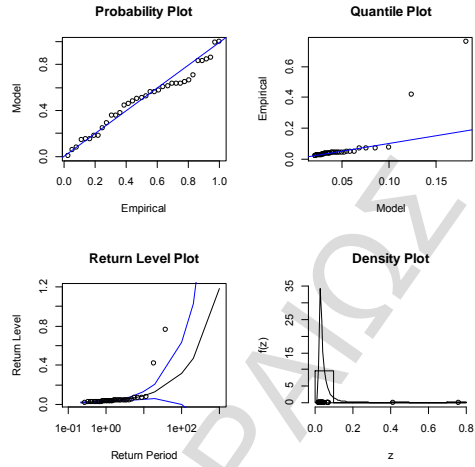 Probability Plot
Model
0.0 0.4 0.8
0.0 0.2 0.4 0.6 0.8 1.0
Empirical
Quantile Plot
Empirical
0.0 0.2 0.4 0.6
0.05 0.10 0.15
Model
Return Level Plot
Return Level
0.0 0.4 0.8 1.2
1e-01 1e+00 1e+02
Return Period
Density Plot
f(z)
0 5 15 25 35
0.0 0.2 0.4 0.6 0.8
z
ΡΑΙΩΣ